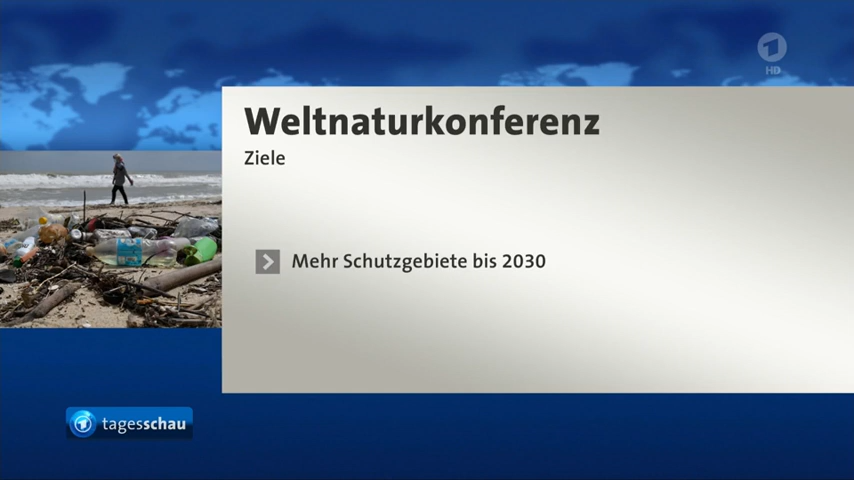 HD
Weltnaturkonferenz
Ziele
Mehr Schutzgebiete bis 2030
tagesschau